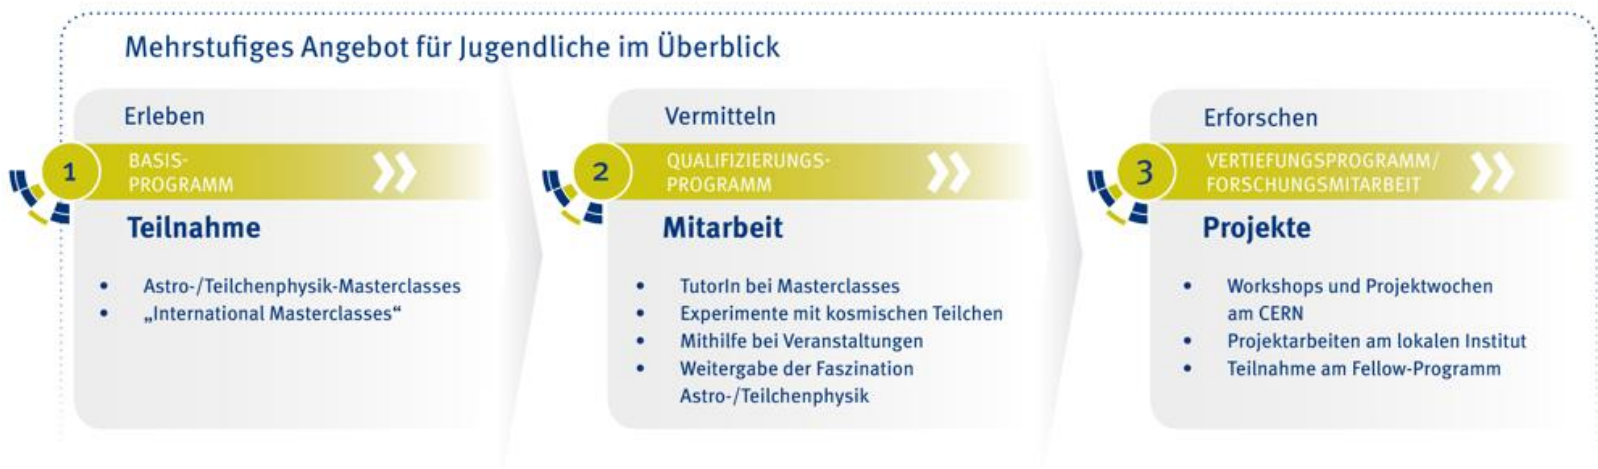 Mehrstufiges Angebot für Jugendliche im Überblick
Erleben
1
BASIS-
PROGRAMM
Teilnahme
• Astro-/Teilchenphysik-Masterclasses
• „International Masterclasses“
Vermitteln
2
QUALIFIZIERUNGS-
PROGRAMM
Mitarbeit
• TutorIn bei Masterclasses
• Experimente mit kosmischen Teilchen
• Mithilfe bei Veranstaltungen
• Weitergabe der Faszination
Astro-/Teilchenphysik
Erforschen
3
VERTIEFUNGSPROGRAMM/
FORSCHUNGSMITARBEIT
Projekte
• Workshops und Projektwochen
am CERN
• Projektarbeiten am lokalen Institut
• Teilnahme am Fellow-Programm